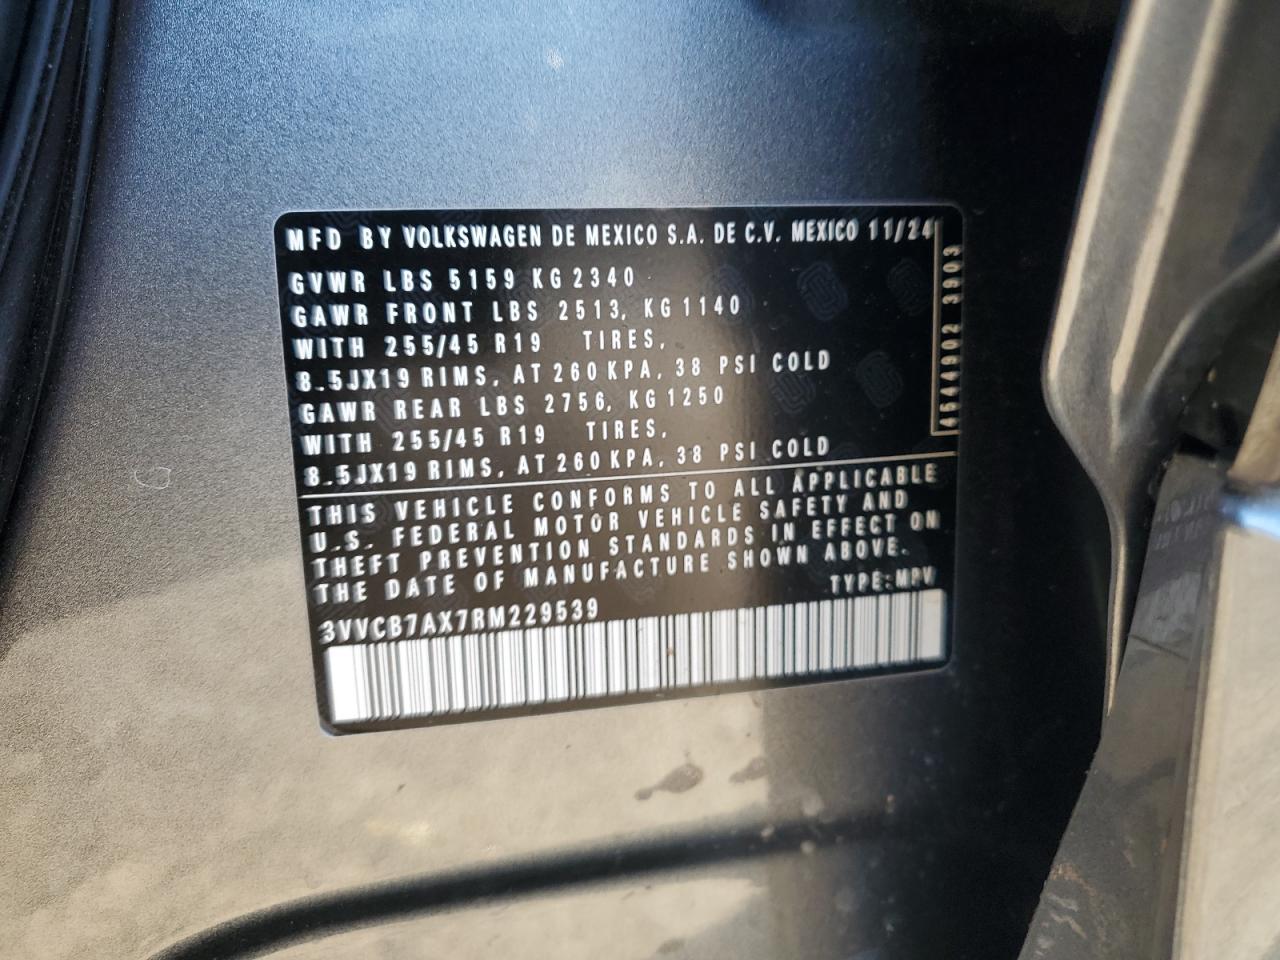 MFD BY VOLKSWAGEN DE MEXICO S.A. DE C.V. MEXICO 11/24
GVWR LBS 5159 KG 2340
GAWR FRONT LBS 2513, KG 1140
WITH 255/45 R19 TIRES,
8.5JX19 RIMS, AT 260 KPA, 38 PSI COLD
GAWR REAR LBS 2756, KG 1250
WITH 255/45 R19 TIRES,
8.5JX19 RIMS, AT 260 KPA, 38 PSI COLD
4544902 3903
THIS VEHICLE CONFORMS TO ALL APPLICABLE
U.S. FEDERAL MOTOR VEHICLE SAFETY AND
THEFT PREVENTION STANDARDS IN EFFECT ON
THE DATE OF MANUFACTURE SHOWN ABOVE.
TYPE:MPV
3VVCB7AX7RM229539